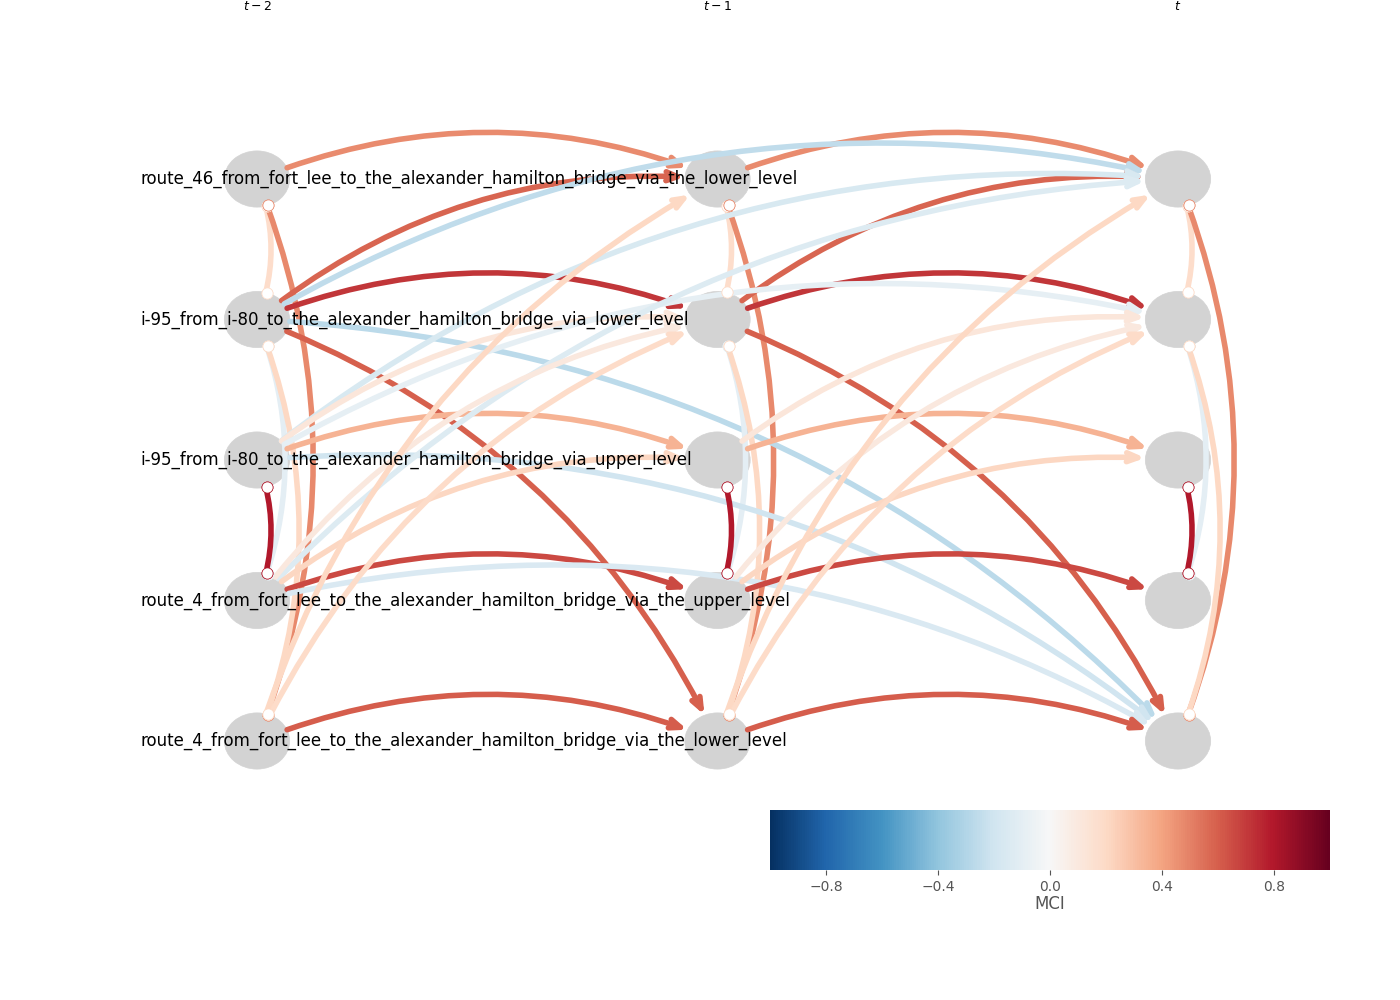 t − 2
t − 1
t
route_46_from_fort_lee_to_the_alexander_hamilton_bridge_via_the_lower_level
i-95_from_i-80_to_the_alexander_hamilton_bridge_via_lower_level
i-95_from_i-80_to_the_alexander_hamilton_bridge_via_upper_level
route_4_from_fort_lee_to_the_alexander_hamilton_bridge_via_the_upper_level
route_4_from_fort_lee_to_the_alexander_hamilton_bridge_via_the_lower_level
−0.8
−0.4
0.0
0.4
0.8
MCI